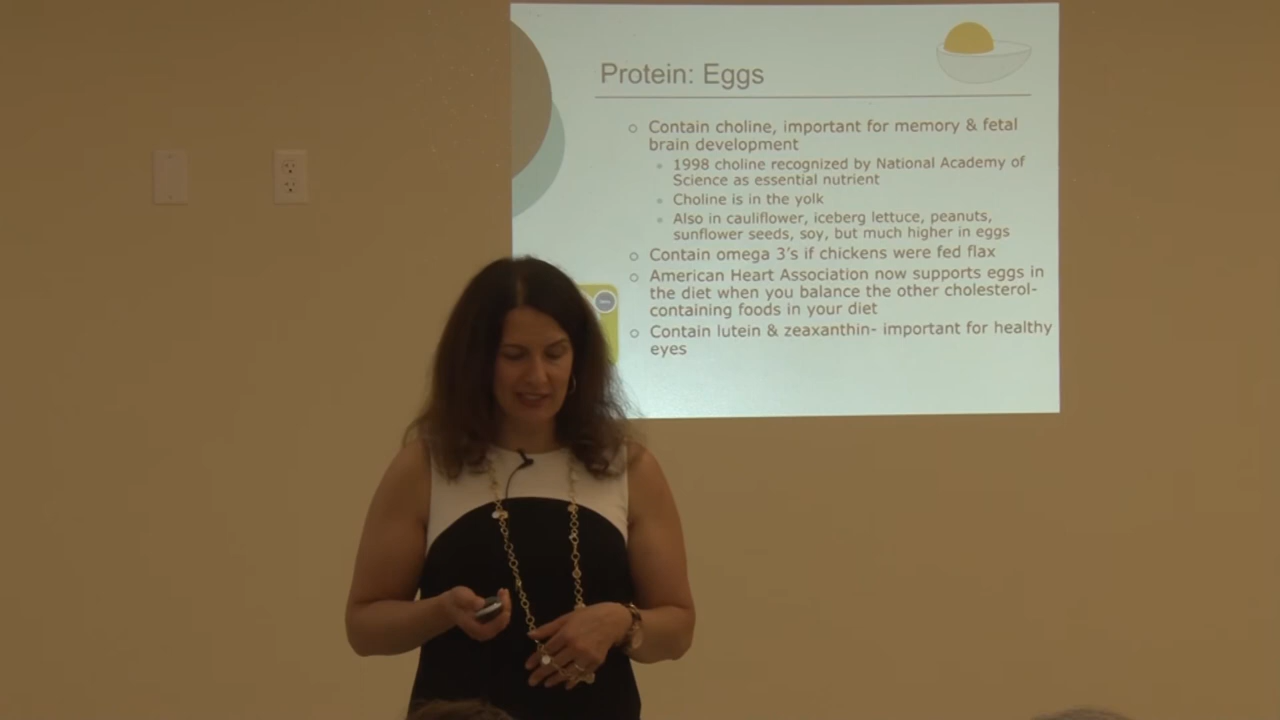 Protein: Eggs
Contain choline, important for memory & fetal
brain development
1998 choline recognized by National Academy of
Science as essential nutrient
Choline is in the yolk
Also in cauliflower, iceberg lettuce, peanuts,
sunflower seeds, soy, but much higher in eggs
Contain omega 3's if chickens were fed flax
American Heart Association now supports eggs in
the diet when you balance the other cholesterol-
containing foods in your diet
Contain lutein & zeaxanthin- important for healthy
eyes